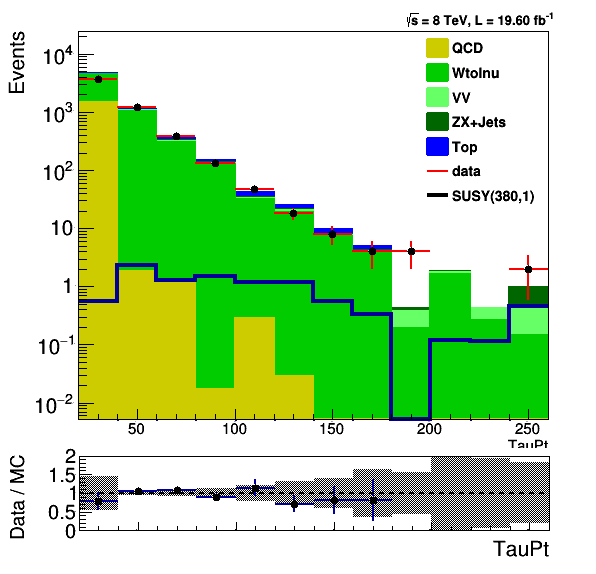 √s = 8 TeV, L = 19.60 fb⁻¹
Events
10⁴
10³
10²
10
1
10⁻¹
10⁻²
QCD
Wtolnu
VV
ZX+Jets
Top
data
SUSY(380,1)
50 100 150 200 250
TauPt
Data / MC
2
1.5
1
0.5
0
TauPt